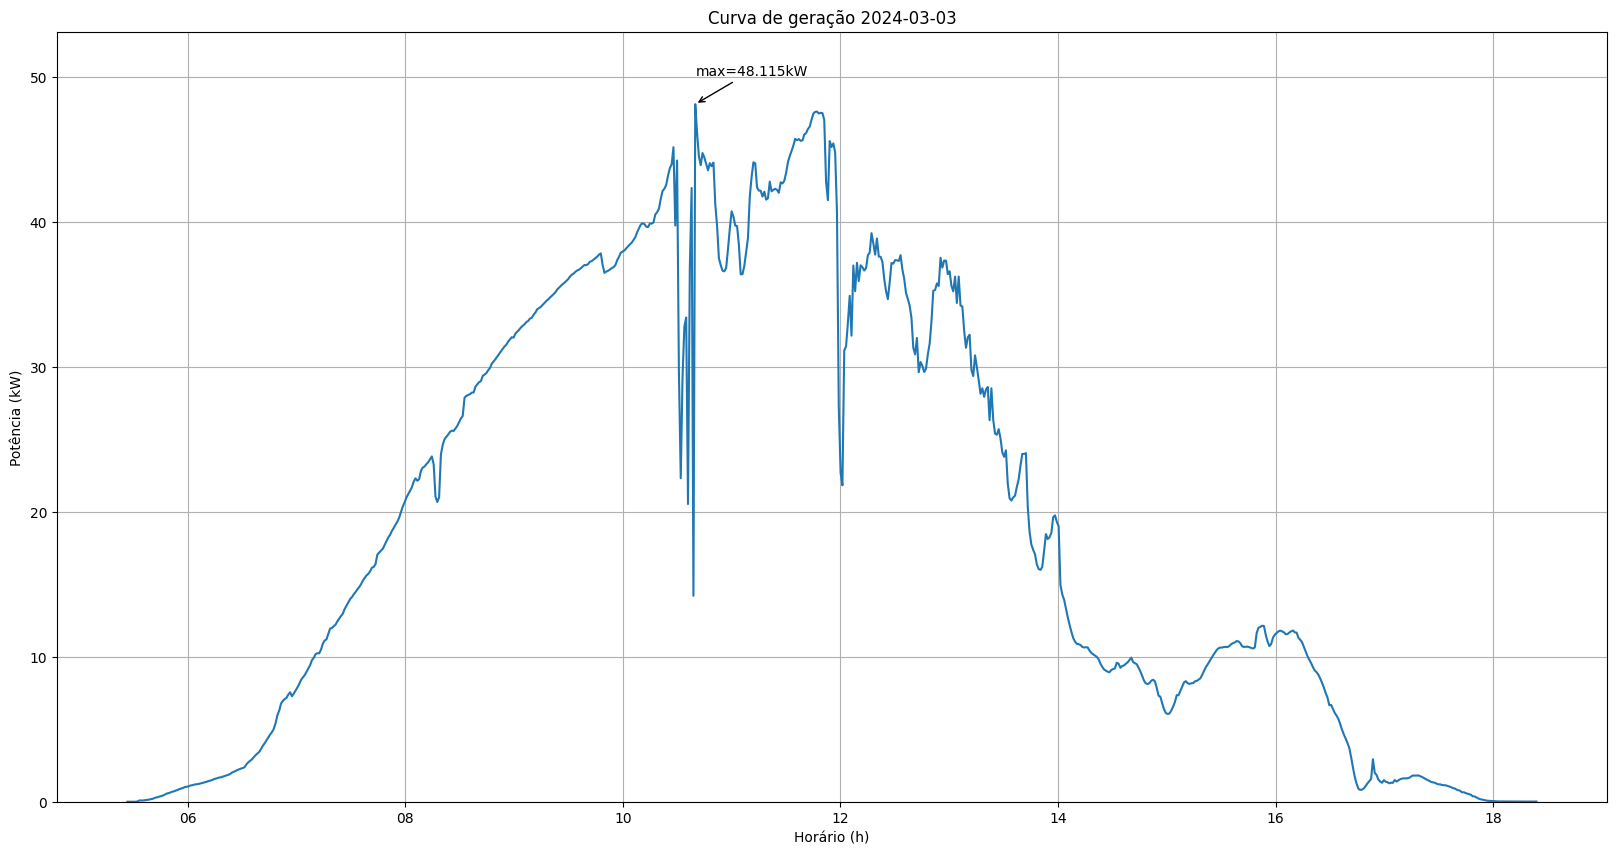 Curva de geração 2024-03-03
max=48.115kW
50
40
30
20
10
0
Potência (kW)
06 08 10 12 14 16 18
Horário (h)